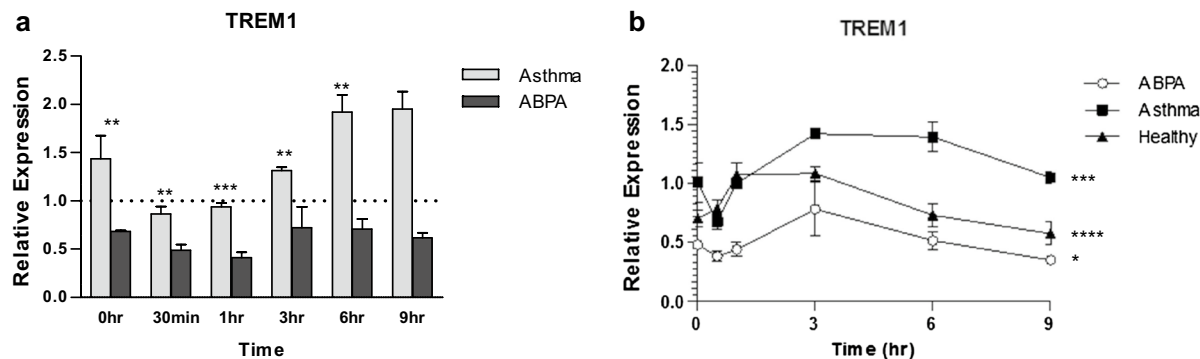 a
TREM1
Relative Expression
2.5
2.0
1.5
1.0
0.5
0.0
**
**
***
**
**
0hr
30min
1hr
3hr
6hr
9hr
Time
Asthma
ABPA
b
TREM1
Relative Expression
2.0
1.5
1.0
0.5
0.0
0
3
6
9
Time (hr)
***
****
*
ABPA
Asthma
Healthy